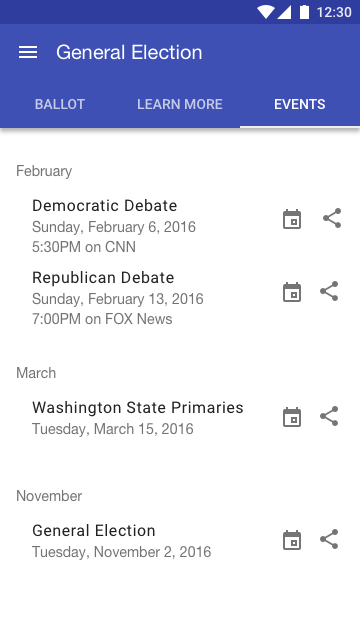 12:30
General Election
BALLOT LEARN MORE EVENTS
February
Democratic Debate
Sunday, February 6, 2016
5:30PM on CNN
Republican Debate
Sunday, February 13, 2016
7:00PM on FOX News
March
Washington State Primaries
Tuesday, March 15, 2016
November
General Election
Tuesday, November 2, 2016